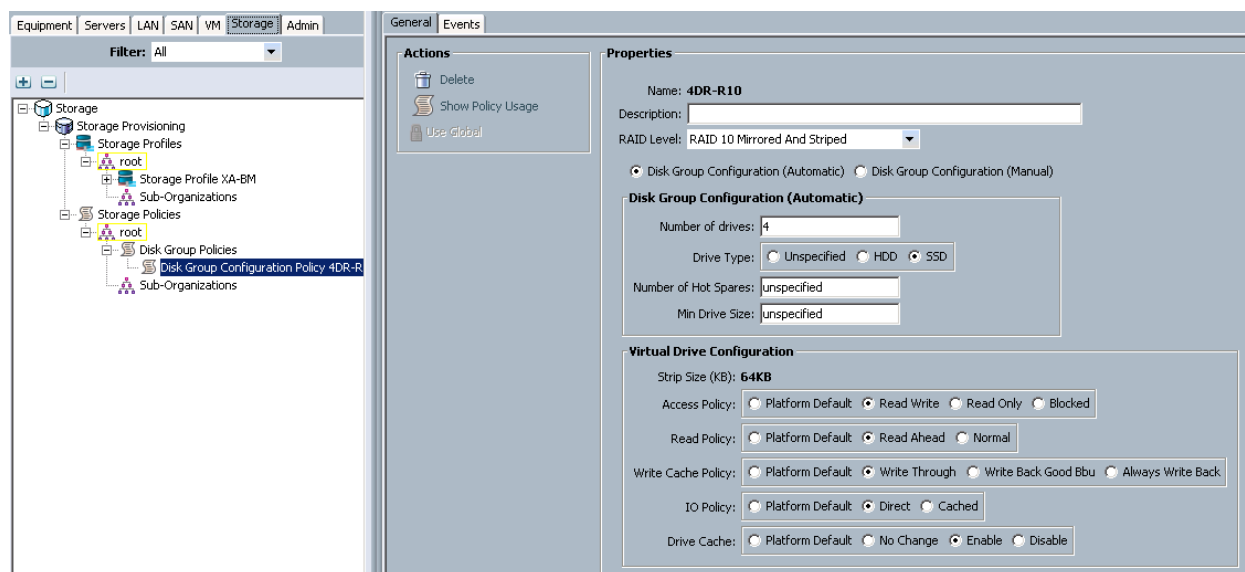 Equipment Servers LAN SAN VM Storage Admin
Filter: All
Storage
Storage Provisioning
Storage Profiles
root
Storage Profile XA-BM
Sub-Organizations
Storage Policies
root
Disk Group Policies
Disk Group Configuration Policy 4DR-R
Sub-Organizations
General Events
Actions
Delete
Show Policy Usage
Use Global
Properties
Name: 4DR-R10
Description:
RAID Level: RAID 10 Mirrored And Striped
Disk Group Configuration (Automatic) Disk Group Configuration (Manual)
Disk Group Configuration (Automatic)
Number of drives: 4
Drive Type: Unspecified HDD SSD
Number of Hot Spares: unspecified
Min Drive Size: unspecified
Virtual Drive Configuration
Strip Size (KB): 64KB
Access Policy: Platform Default Read Write Read Only Blocked
Read Policy: Platform Default Read Ahead Normal
Write Cache Policy: Platform Default Write Through Write Back Good Bbu Always Write Back
IO Policy: Platform Default Direct Cached
Drive Cache: Platform Default No Change Enable Disable